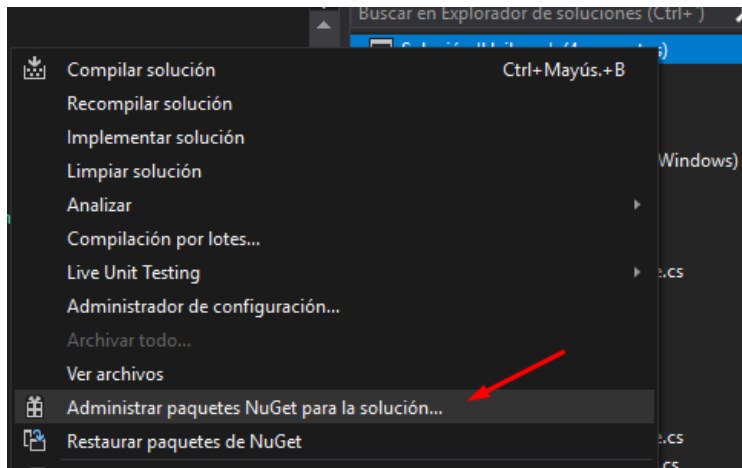 Buscar en Explorador de soluciones (Ctrl+´)
Compilar solución Ctrl+Mayús.+B
Recompilar solución
Implementar solución
Limpiar solución
Windows)
Analizar
Compilación por lotes...
Live Unit Testing
.cs
Administrador de configuración...
Archivar todo...
Ver archivos
Administrar paquetes NuGet para la solución...
Restaurar paquetes de NuGet
.cs
.cs